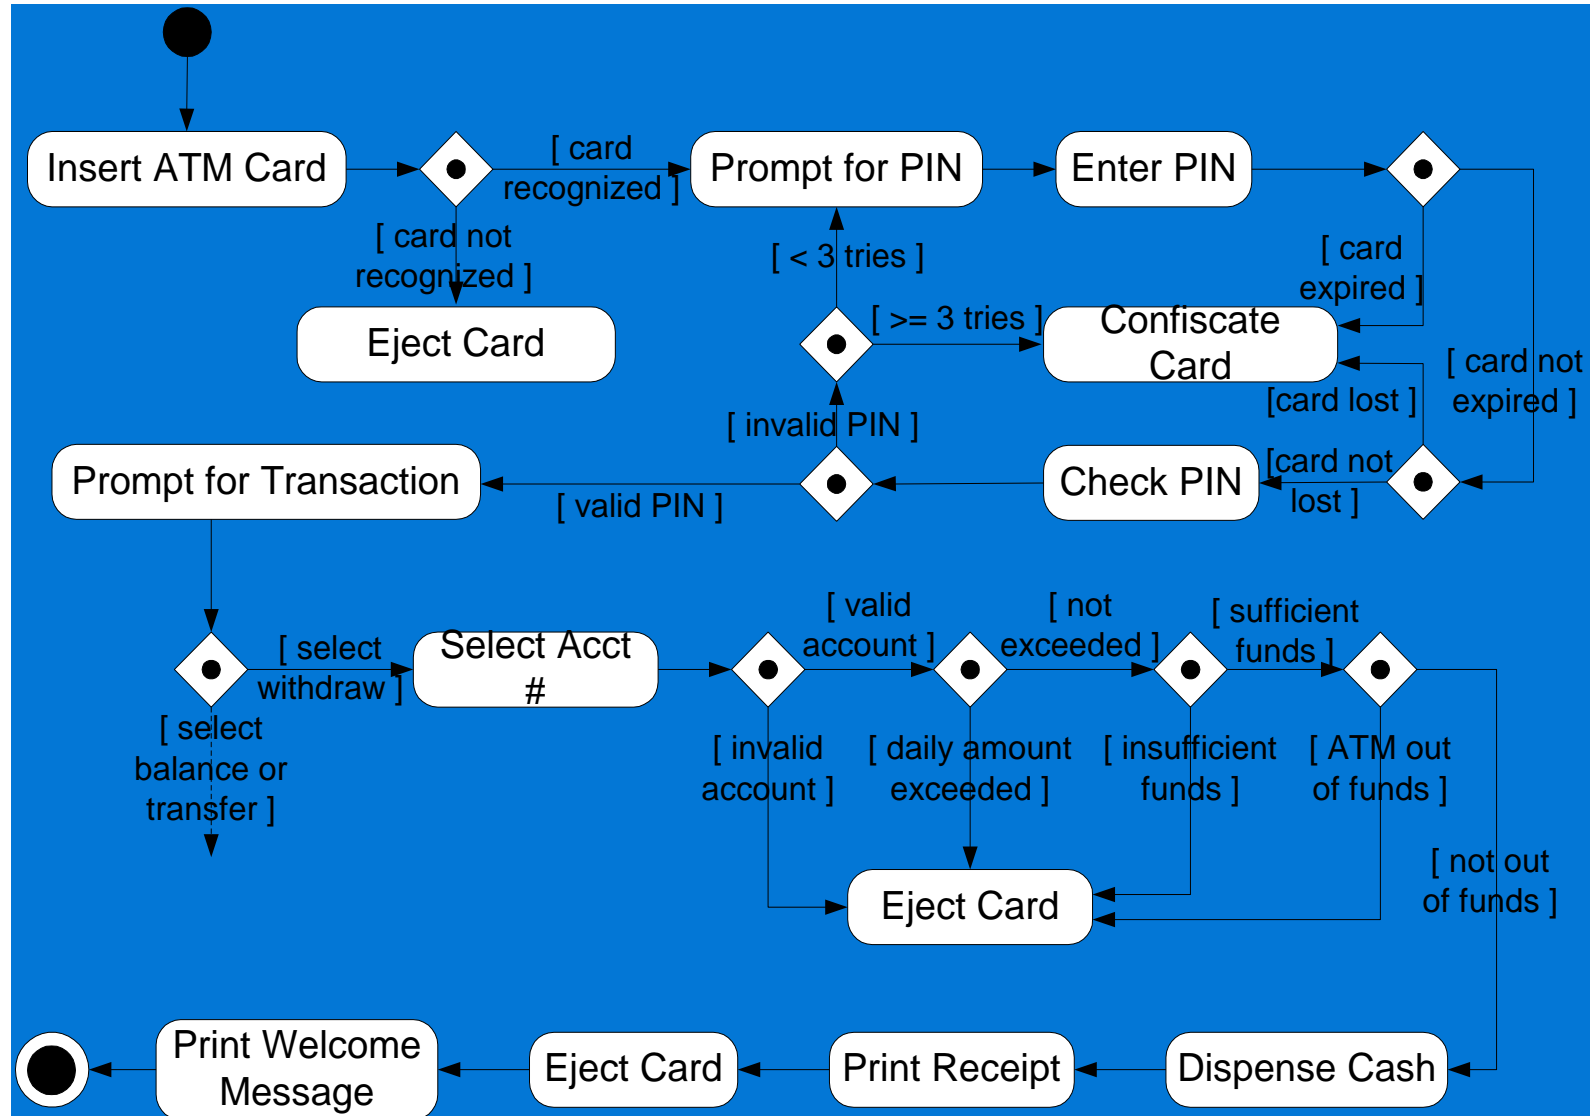 Insert ATM Card
[ card
recognized ]
Prompt for PIN
Enter PIN
[ card not
recognized ]
[ < 3 tries ]
[ card
expired ]
Eject Card
[ >= 3 tries ]
Confiscate
Card
[ card not
expired ]
[card lost ]
[ invalid PIN ]
Prompt for Transaction
[ valid PIN ]
Check PIN
[card not
lost ]
[ select
withdraw ]
Select Acct
#
[ valid
account ]
[ not
exceeded ]
[ sufficient
funds ]
[ select
balance or
transfer ]
[ invalid
account ]
[ daily amount
exceeded ]
[ insufficient
funds ]
[ ATM out
of funds ]
Eject Card
[ not out
of funds ]
Print Welcome
Message
Eject Card
Print Receipt
Dispense Cash